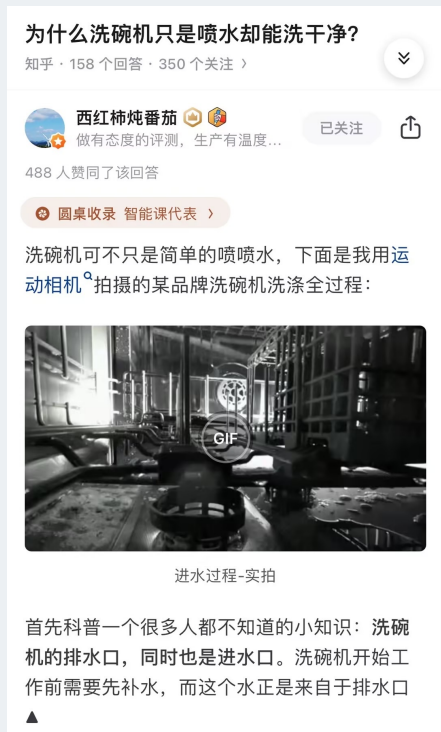 为什么洗碗机只是喷水却能洗干净?
知乎 · 158 个回答 · 350 个关注 >
西红柿炖番茄
做有态度的评测，生产有温度...
已关注
488 人赞同了该回答
圆桌收录 智能课代表 >
洗碗机可不只是简单的喷喷水，下面是我用运
动相机拍摄的某品牌洗碗机洗涤全过程：
GIF
进水过程-实拍
首先科普一个很多人都不知道的小知识：洗碗
机的排水口，同时也是进水口。洗碗机开始工
作前需要先补水，而这个水正是来自于排水口
▲